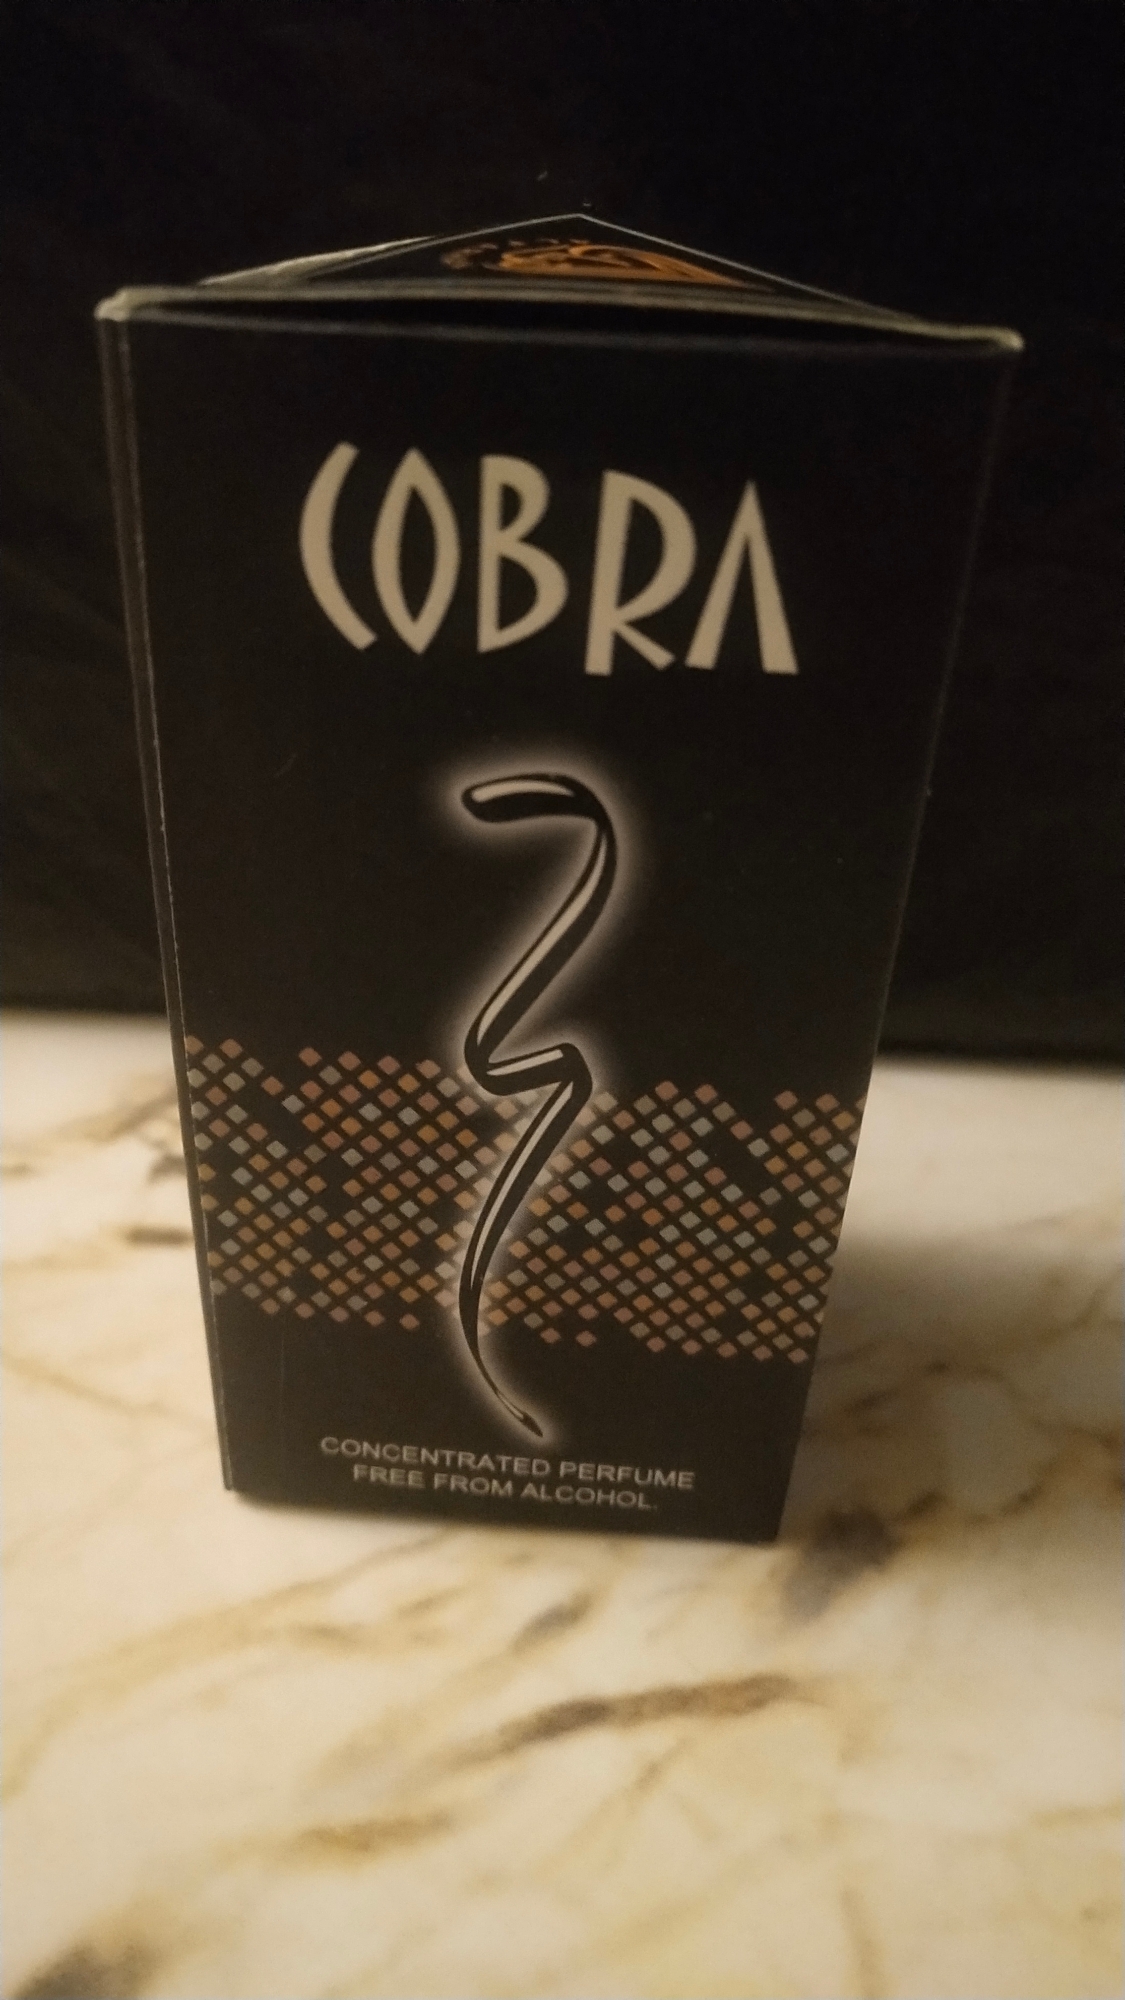 COBRA
CONCENTRATED PERFUME
FREE FROM ALCOHOL.